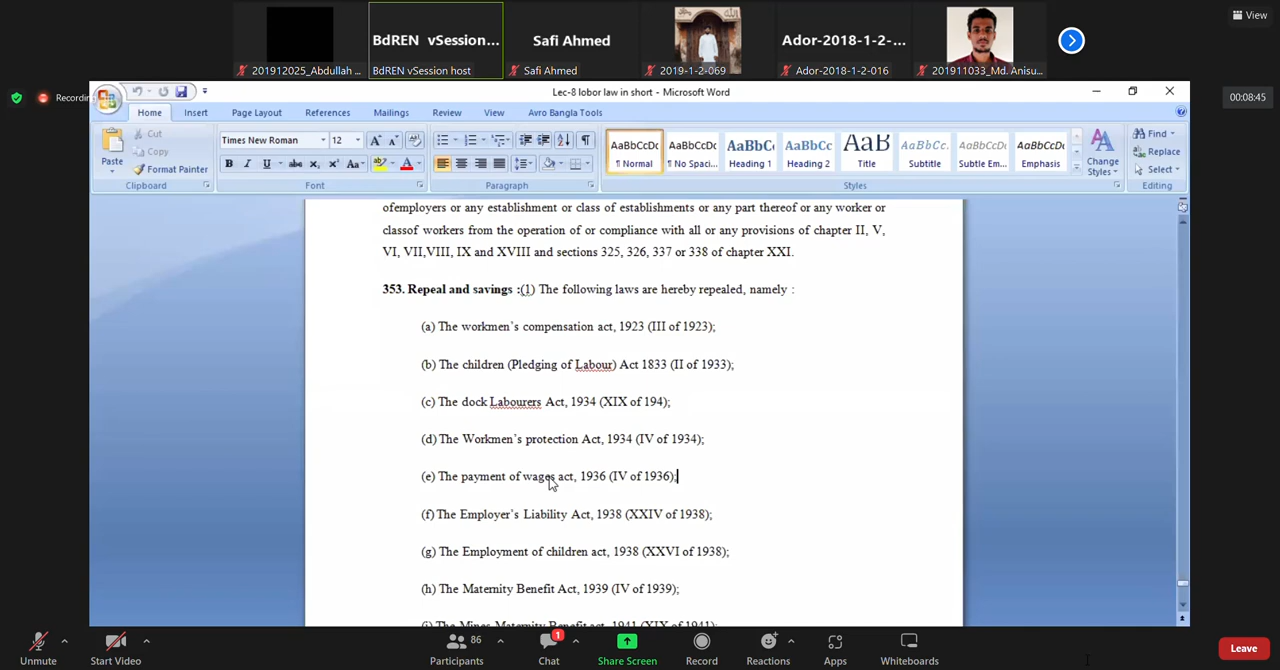 BdREN vSession...
Safi Ahmed
Ador-2018-1-2-...
View
201912025_Abdullah ...
BdREN vSession host
Safi Ahmed
2019-1-2-069
Ador-2018-1-2-016
201911033_Md. Anisu...
Recordin
Lec-8 lobor law in short - Microsoft Word
00:08:45
Home
Insert
Page Layout
References
Mailings
Review
View
Avro Bangla Tools
Paste
Cut
Copy
Format Painter
Clipboard
Times New Roman
12
Font
Paragraph
AaBbCcDc
¶ Normal
AaBbCcDc
¶ No Spaci...
AaBbC
Heading 1
AaBbCc
Heading 2
AaB
Title
AaBbCc.
Subtitle
AaBbCcDc
Subtle Em...
AaBbCcDc
Emphasis
Change
Styles
Styles
Find
Replace
Select
Editing
ofemployers or any establishment or class of establishments or any part thereof or any worker or
classof workers from the operation of or compliance with all or any provisions of chapter II, V,
VI, VII,VIII, IX and XVIII and sections 325, 326, 337 or 338 of chapter XXI.
353. Repeal and savings :(1) The following laws are hereby repealed, namely :
(a) The workmen's compensation act, 1923 (III of 1923);
(b) The children (Pledging of Labour) Act 1833 (II of 1933);
(c) The dock Labourers Act, 1934 (XIX of 194);
(d) The Workmen's protection Act, 1934 (IV of 1934);
(e) The payment of wages act, 1936 (IV of 1936);
(f) The Employer's Liability Act, 1938 (XXIV of 1938);
(g) The Employment of children act, 1938 (XXVI of 1938);
(h) The Maternity Benefit Act, 1939 (IV of 1939);
(i) The Mines Maternity Benefit act, 1941 (XIX of 1941);
Unmute
Start Video
86
Participants
1
Chat
Share Screen
Record
Reactions
Apps
Whiteboards
Leave